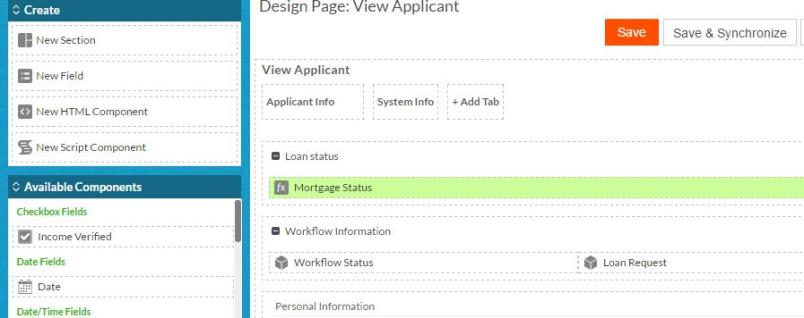 Create
New Section
New Field
New HTML Component
New Script Component
Available Components
Checkbox Fields
Income Verified
Date Fields
Date
Date/Time Fields
Design Page: View Applicant
Save
Save & Synchronize
View Applicant
Applicant Info
System Info
+ Add Tab
Loan status
fx Mortgage Status
Workflow Information
Workflow Status
Loan Request
Personal Information